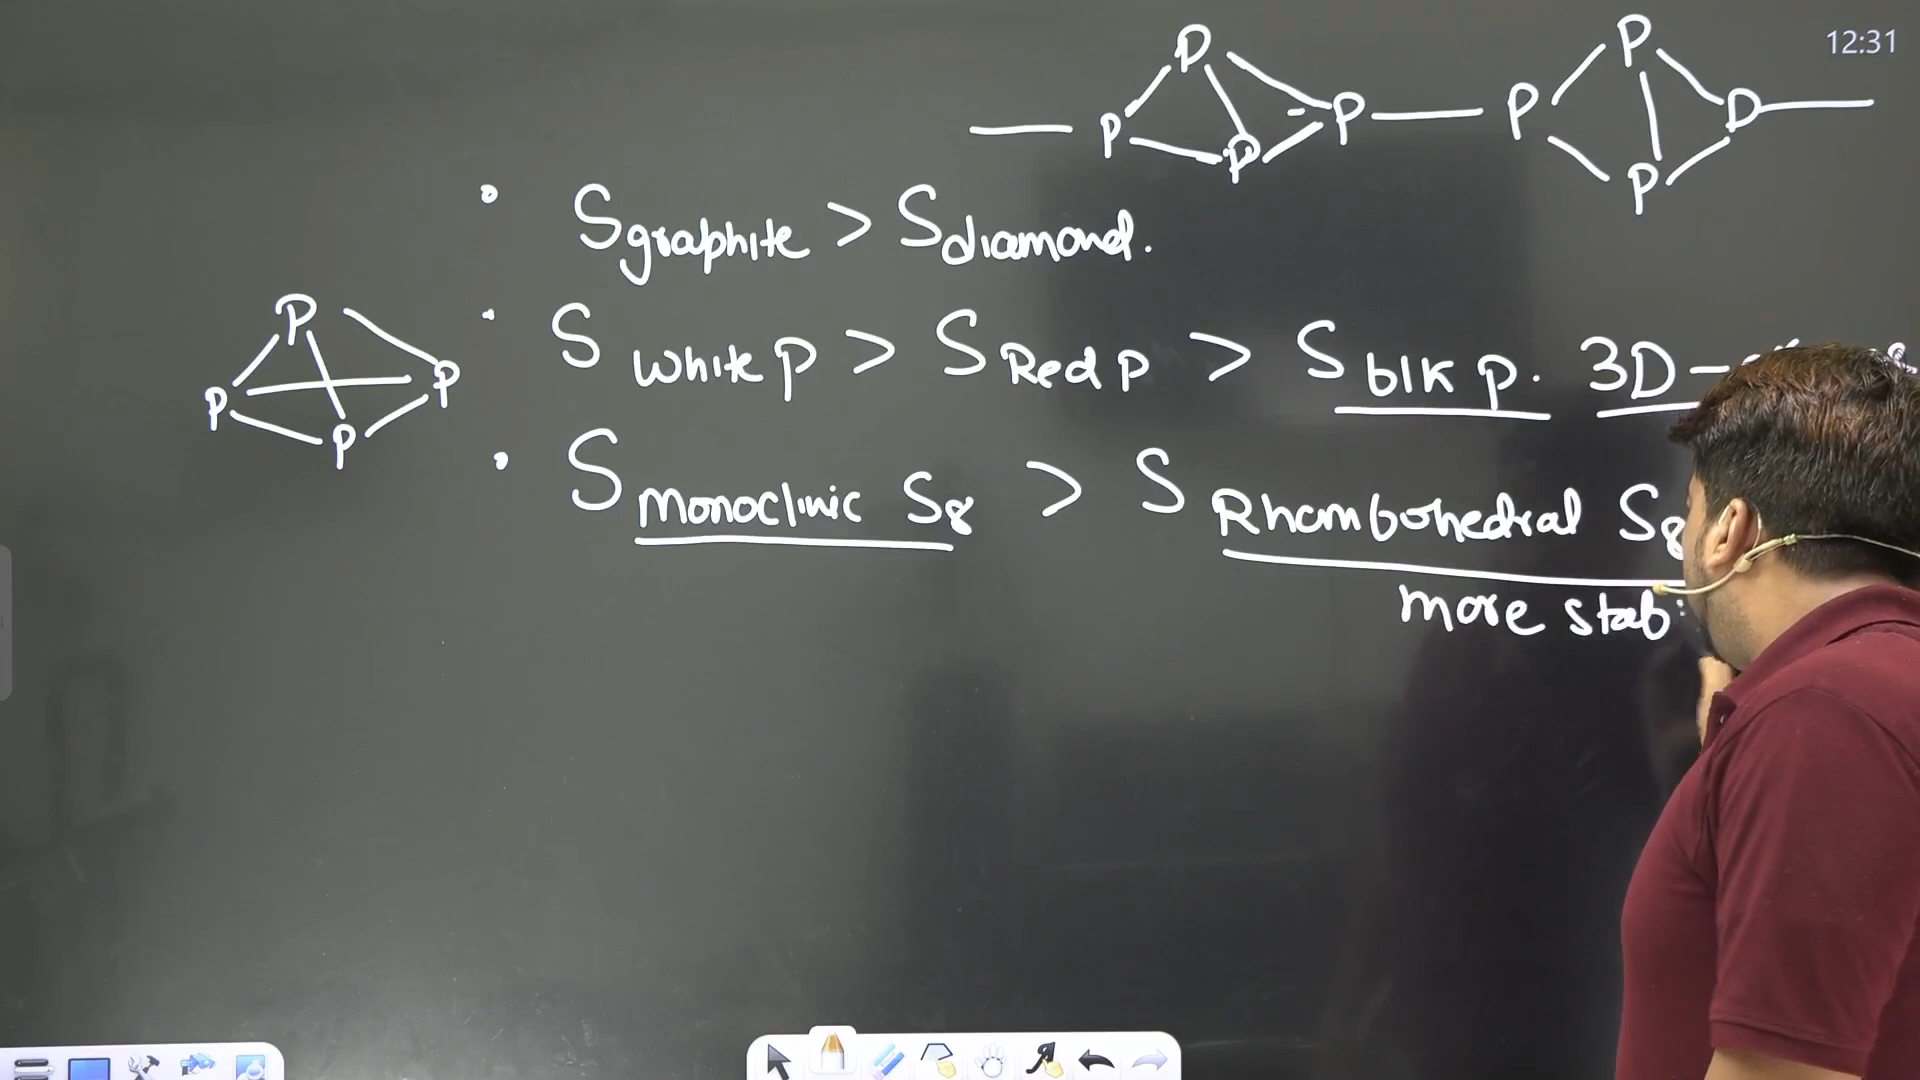 12:31
P P
P P P D
P P
• S graphite > S diamond.
P
P P
P
• S White P > S Red P > S blk P. 3D-
• S Monoclinic S8 > S Rhombohedral S8
more stab